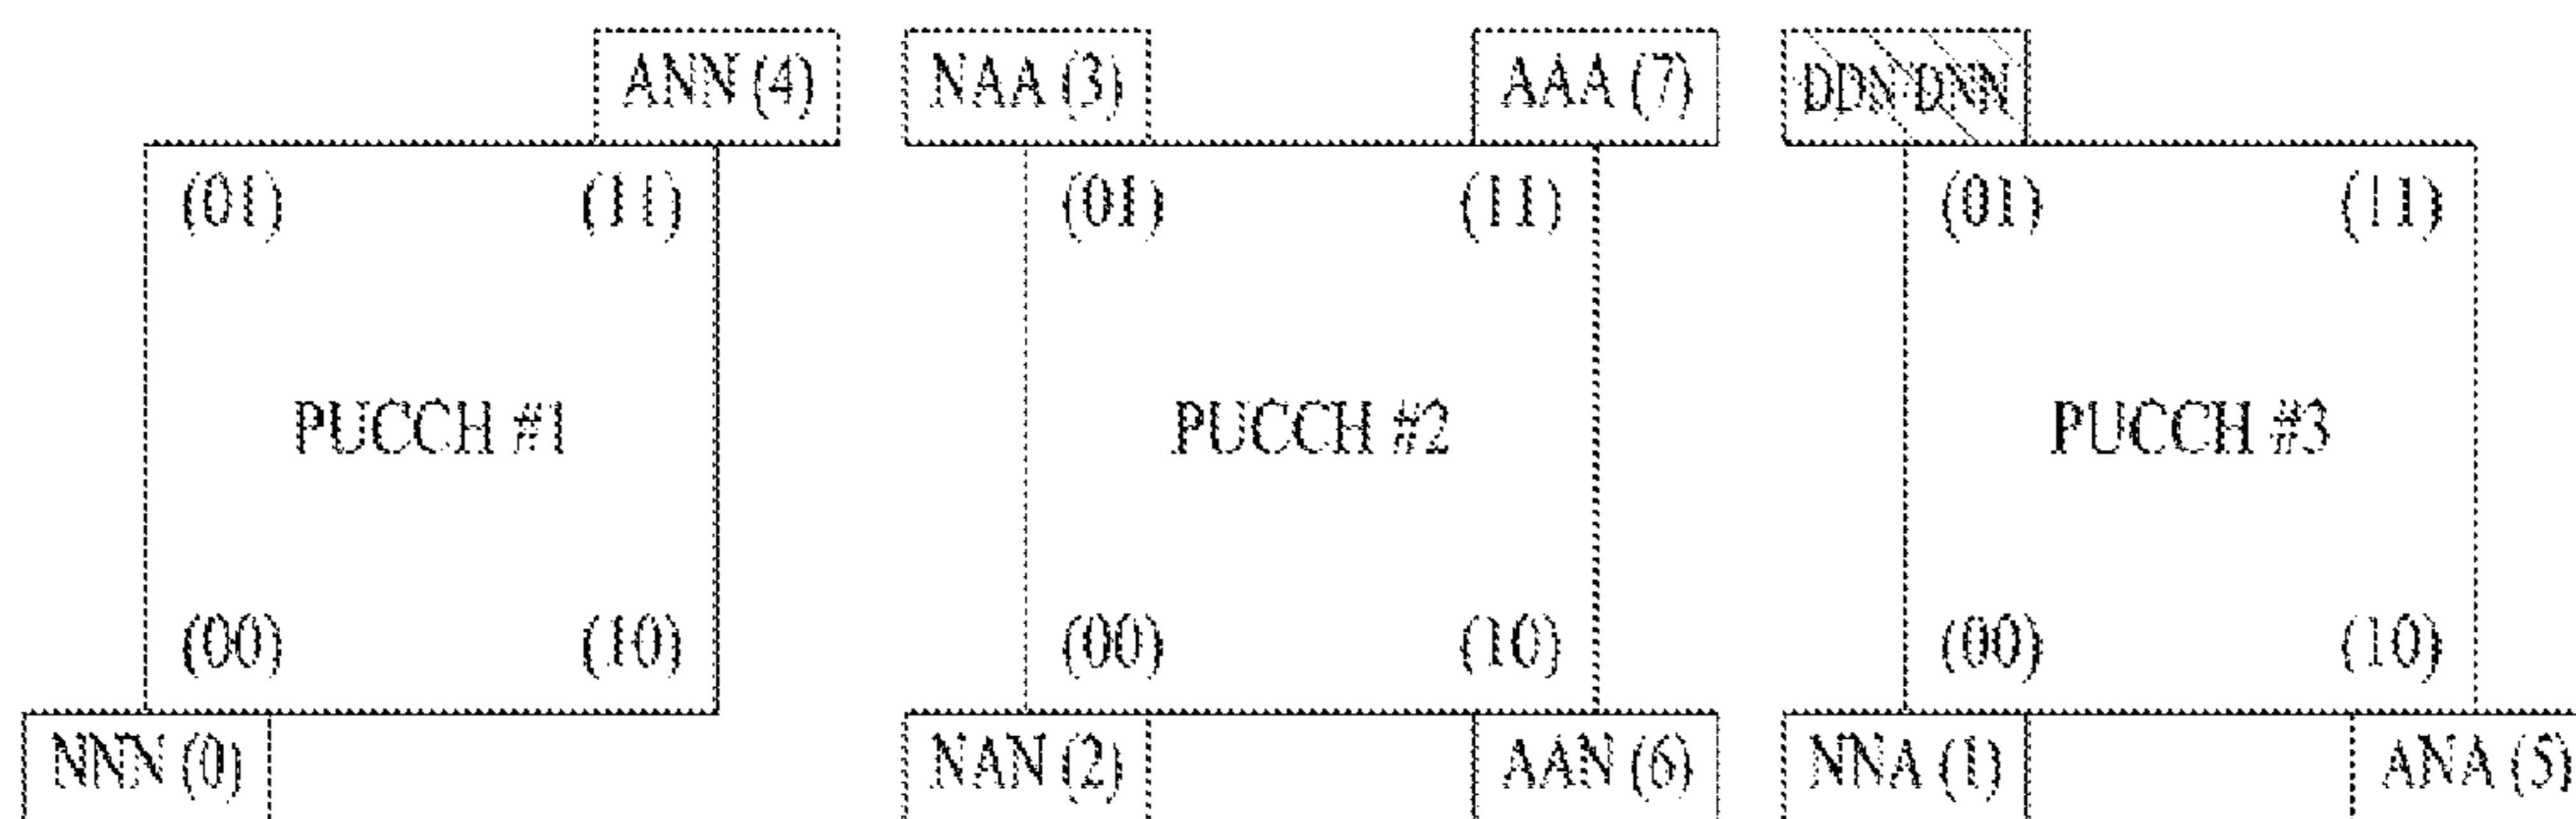 ANN (4) NAA (3) AAA (7) DDN DNN
(01) (11) (01) (11) (01) (11)
PUCCH #1 PUCCH #2 PUCCH #3
(00) (10) (00) (10) (00) (10)
NNN (0) NAN (2) AAN (6) NNA (1) ANA (5)